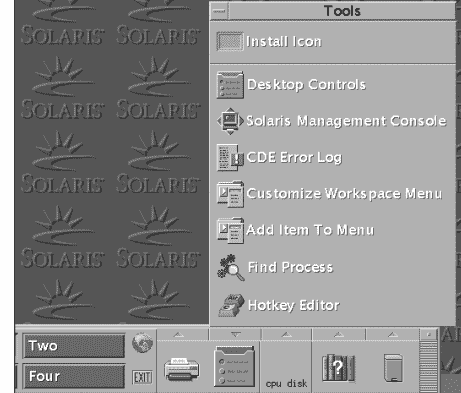 Tools
SOLARIS SOLARIS
Install Icon
Desktop Controls
SOLARIS SOLARIS
Solaris Management Console
CDE Error Log
SOLARIS SOLARIS
Customize Workspace Menu
Add Item To Menu
SOLARIS SOLARIS
Find Process
Hotkey Editor
Two
Four
EXIT
cpu disk
?